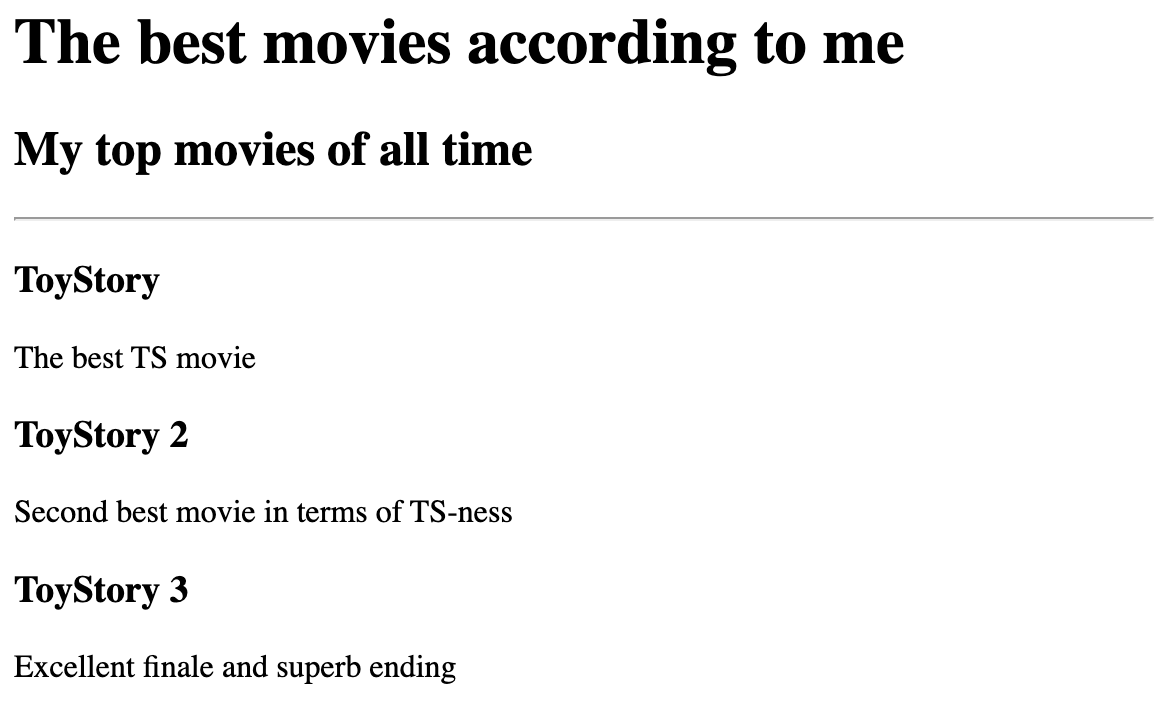 The best movies according to me
My top movies of all time
ToyStory
The best TS movie
ToyStory 2
Second best movie in terms of TS-ness
ToyStory 3
Excellent finale and superb ending